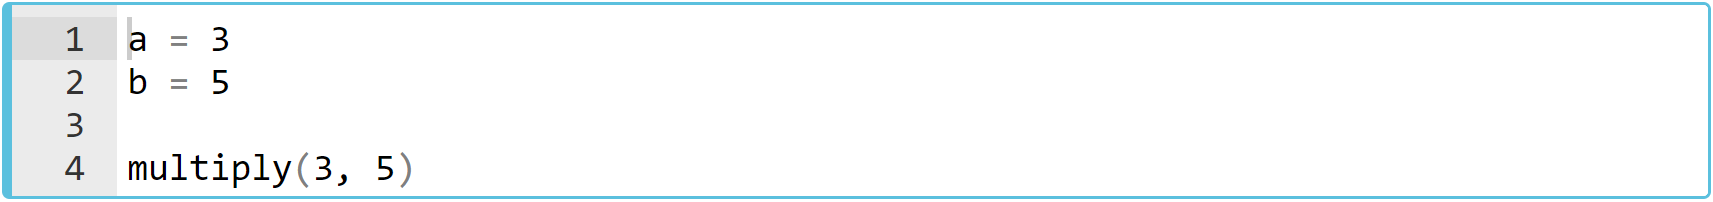 1 a = 3
2 b = 5
3
4 multiply(3, 5)